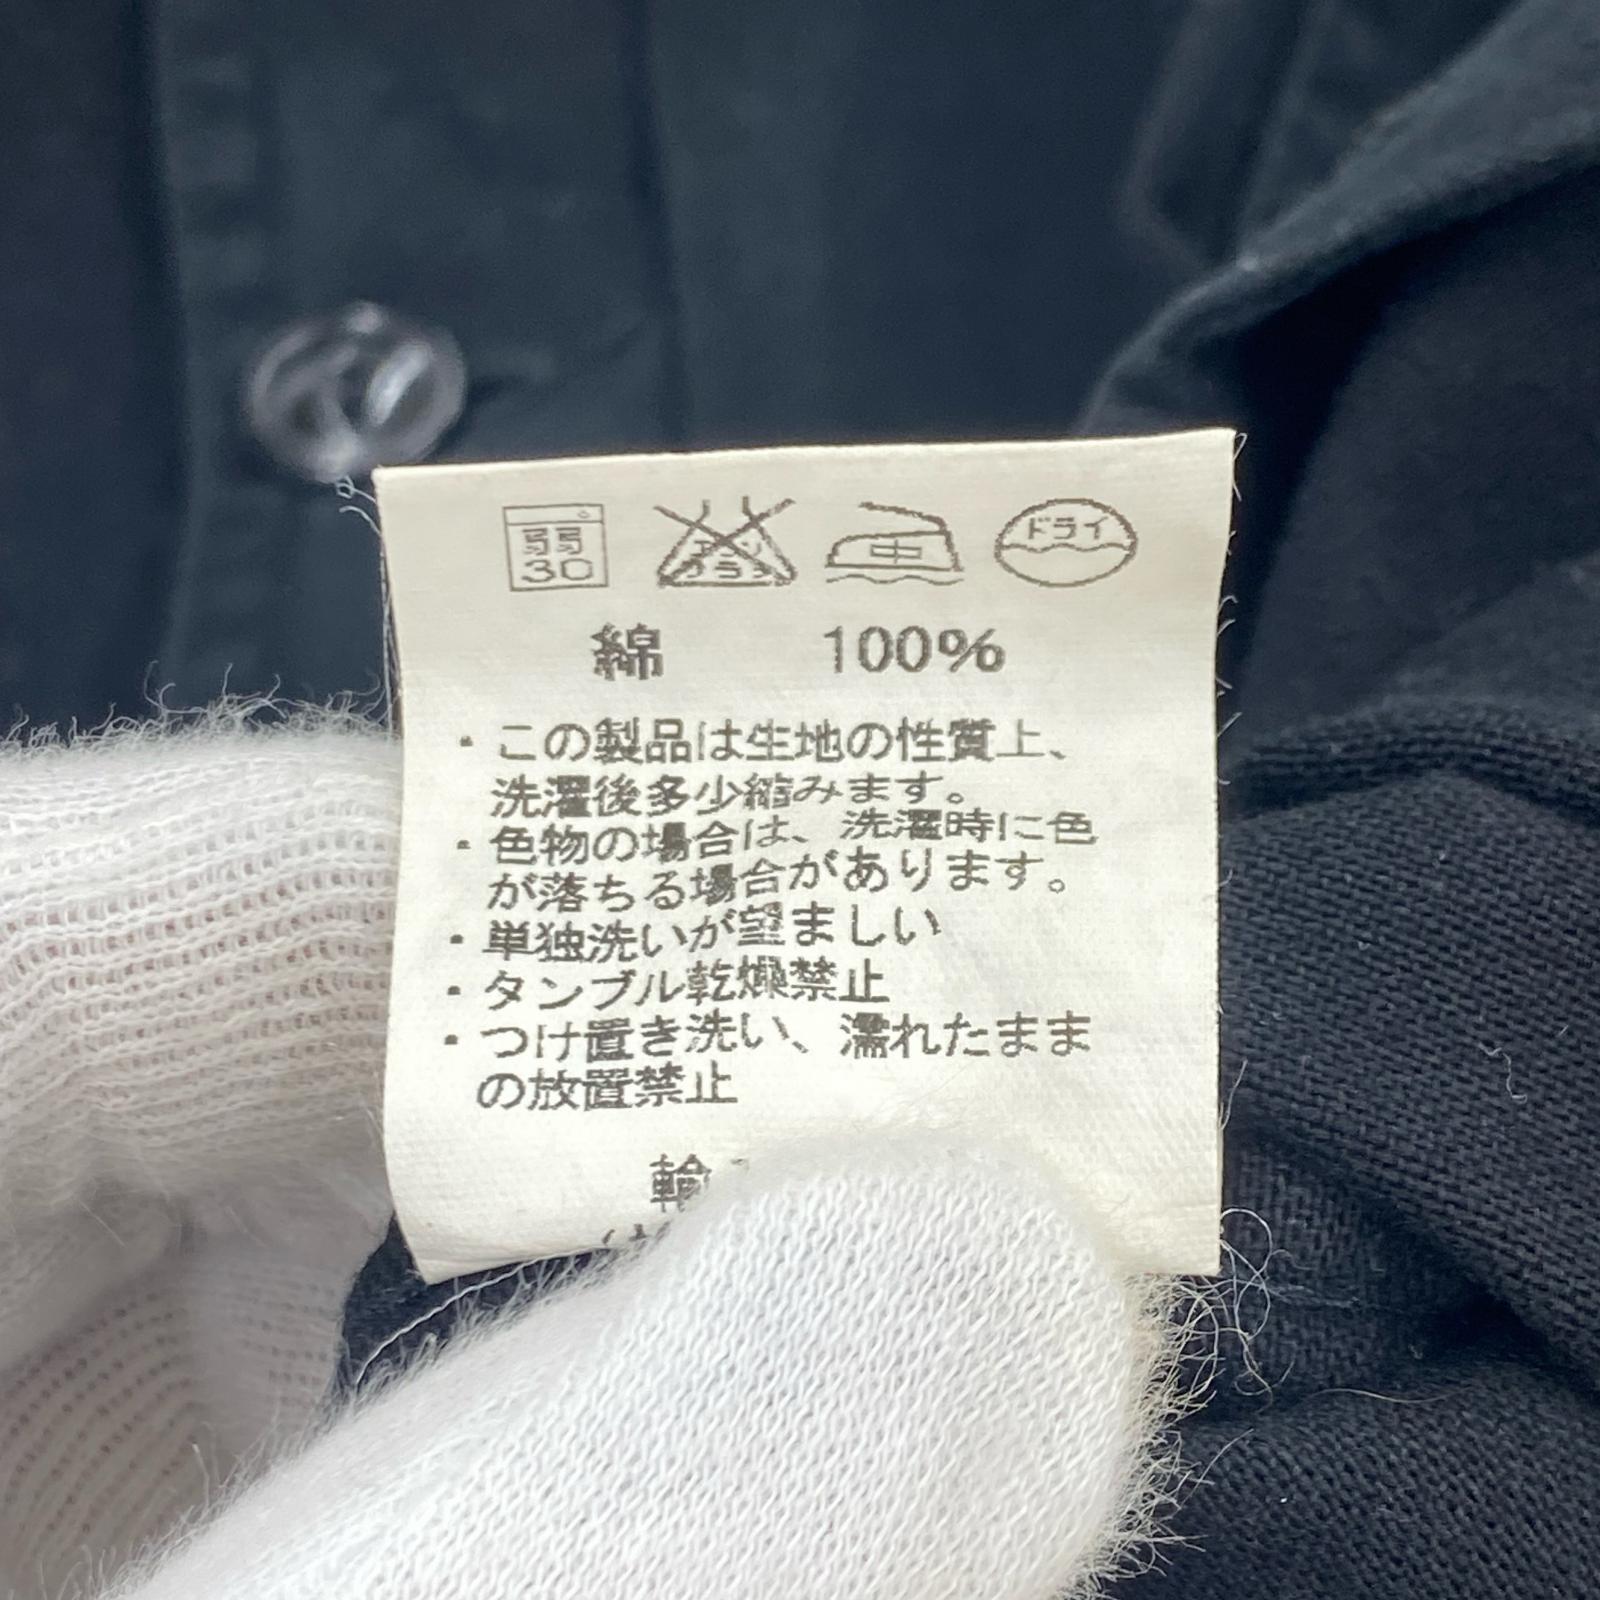 弱 30 エンソ サラシ 中 ドライ
綿 100%
・この製品は生地の性質上、
洗濯後多少縮みます。
・色物の場合は、洗濯時に色
が落ちる場合があります。
・単独洗いが望ましい
・タンブル乾燥禁止
・つけ置き洗い、濡れたまま
の放置禁止
輸